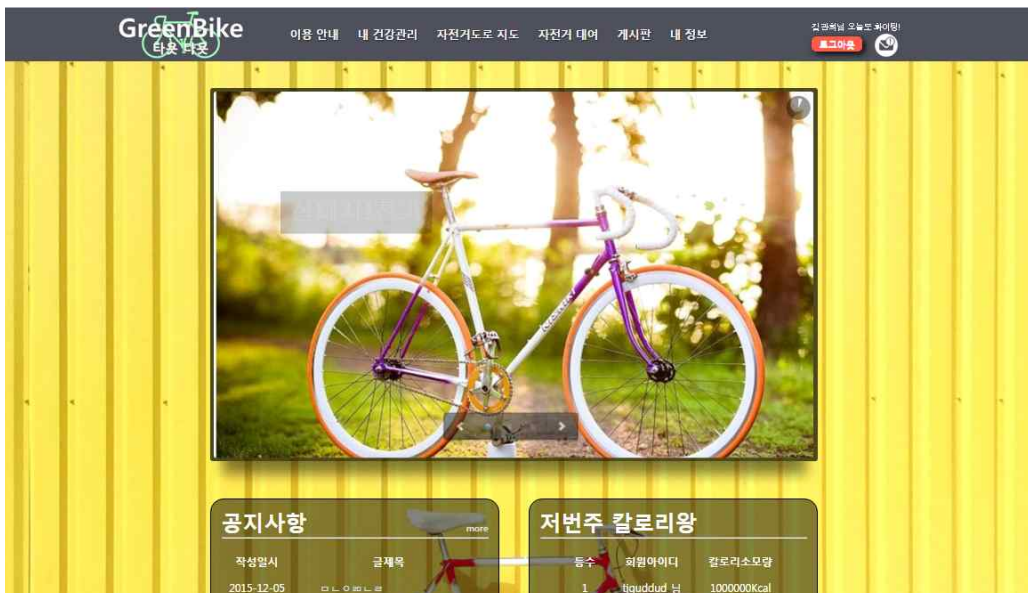 GreenBike
타욧 타욧
이용 안내 내 건강관리 자전거도로 지도 자전거 대여 게시판 내 정보
오늘도 화이팅!
로그아웃
공지사항
more
작성일시 글제목
2015-12-05
저번주 칼로리왕
등수 회원아이디 칼로리소모량
1 tjguddud 님 1000000Kcal